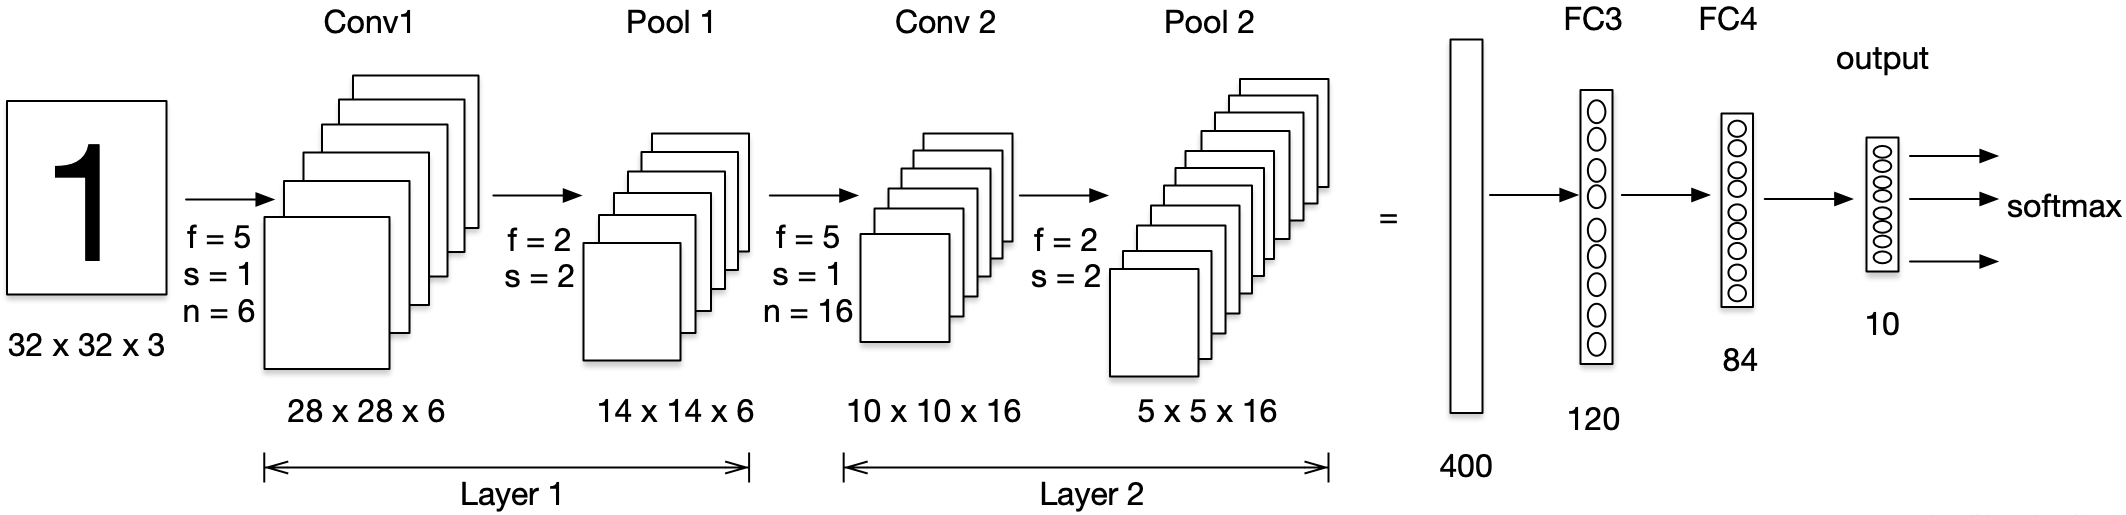 Conv1
Pool 1
Conv 2
Pool 2
FC3
FC4
output
1
f = 5
s = 1
n = 6
f = 2
s = 2
f = 5
s = 1
n = 16
f = 2
s = 2
=
softmax
32 x 32 x 3
28 x 28 x 6
14 x 14 x 6
10 x 10 x 16
5 x 5 x 16
400
120
84
10
Layer 1
Layer 2